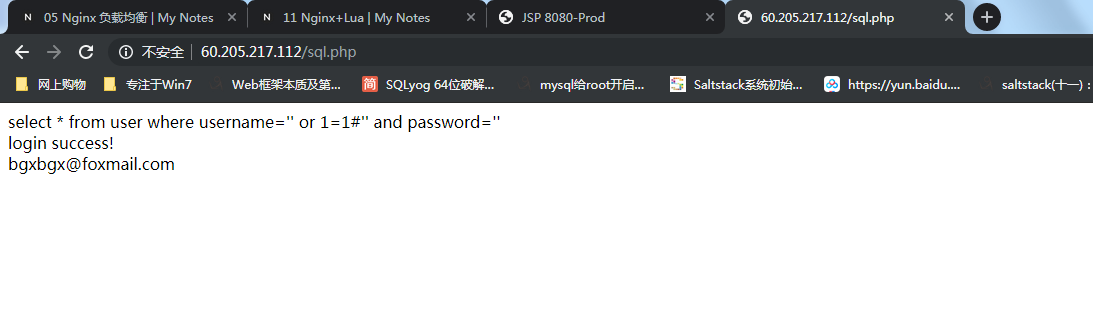 05 Nginx 负载均衡 | My Notes
11 Nginx+Lua | My Notes
JSP 8080-Prod
60.205.217.112/sql.php
不安全 | 60.205.217.112/sql.php
网上购物
专注于Win7
Web框架本质及第...
简 SQLyog 64位破解...
mysql给root开启...
Saltstack系统初始...
https://yun.baidu....
saltstack(十一)：
select * from user where username='' or 1=1#'' and password=''
login success!
bgxbgx@foxmail.com